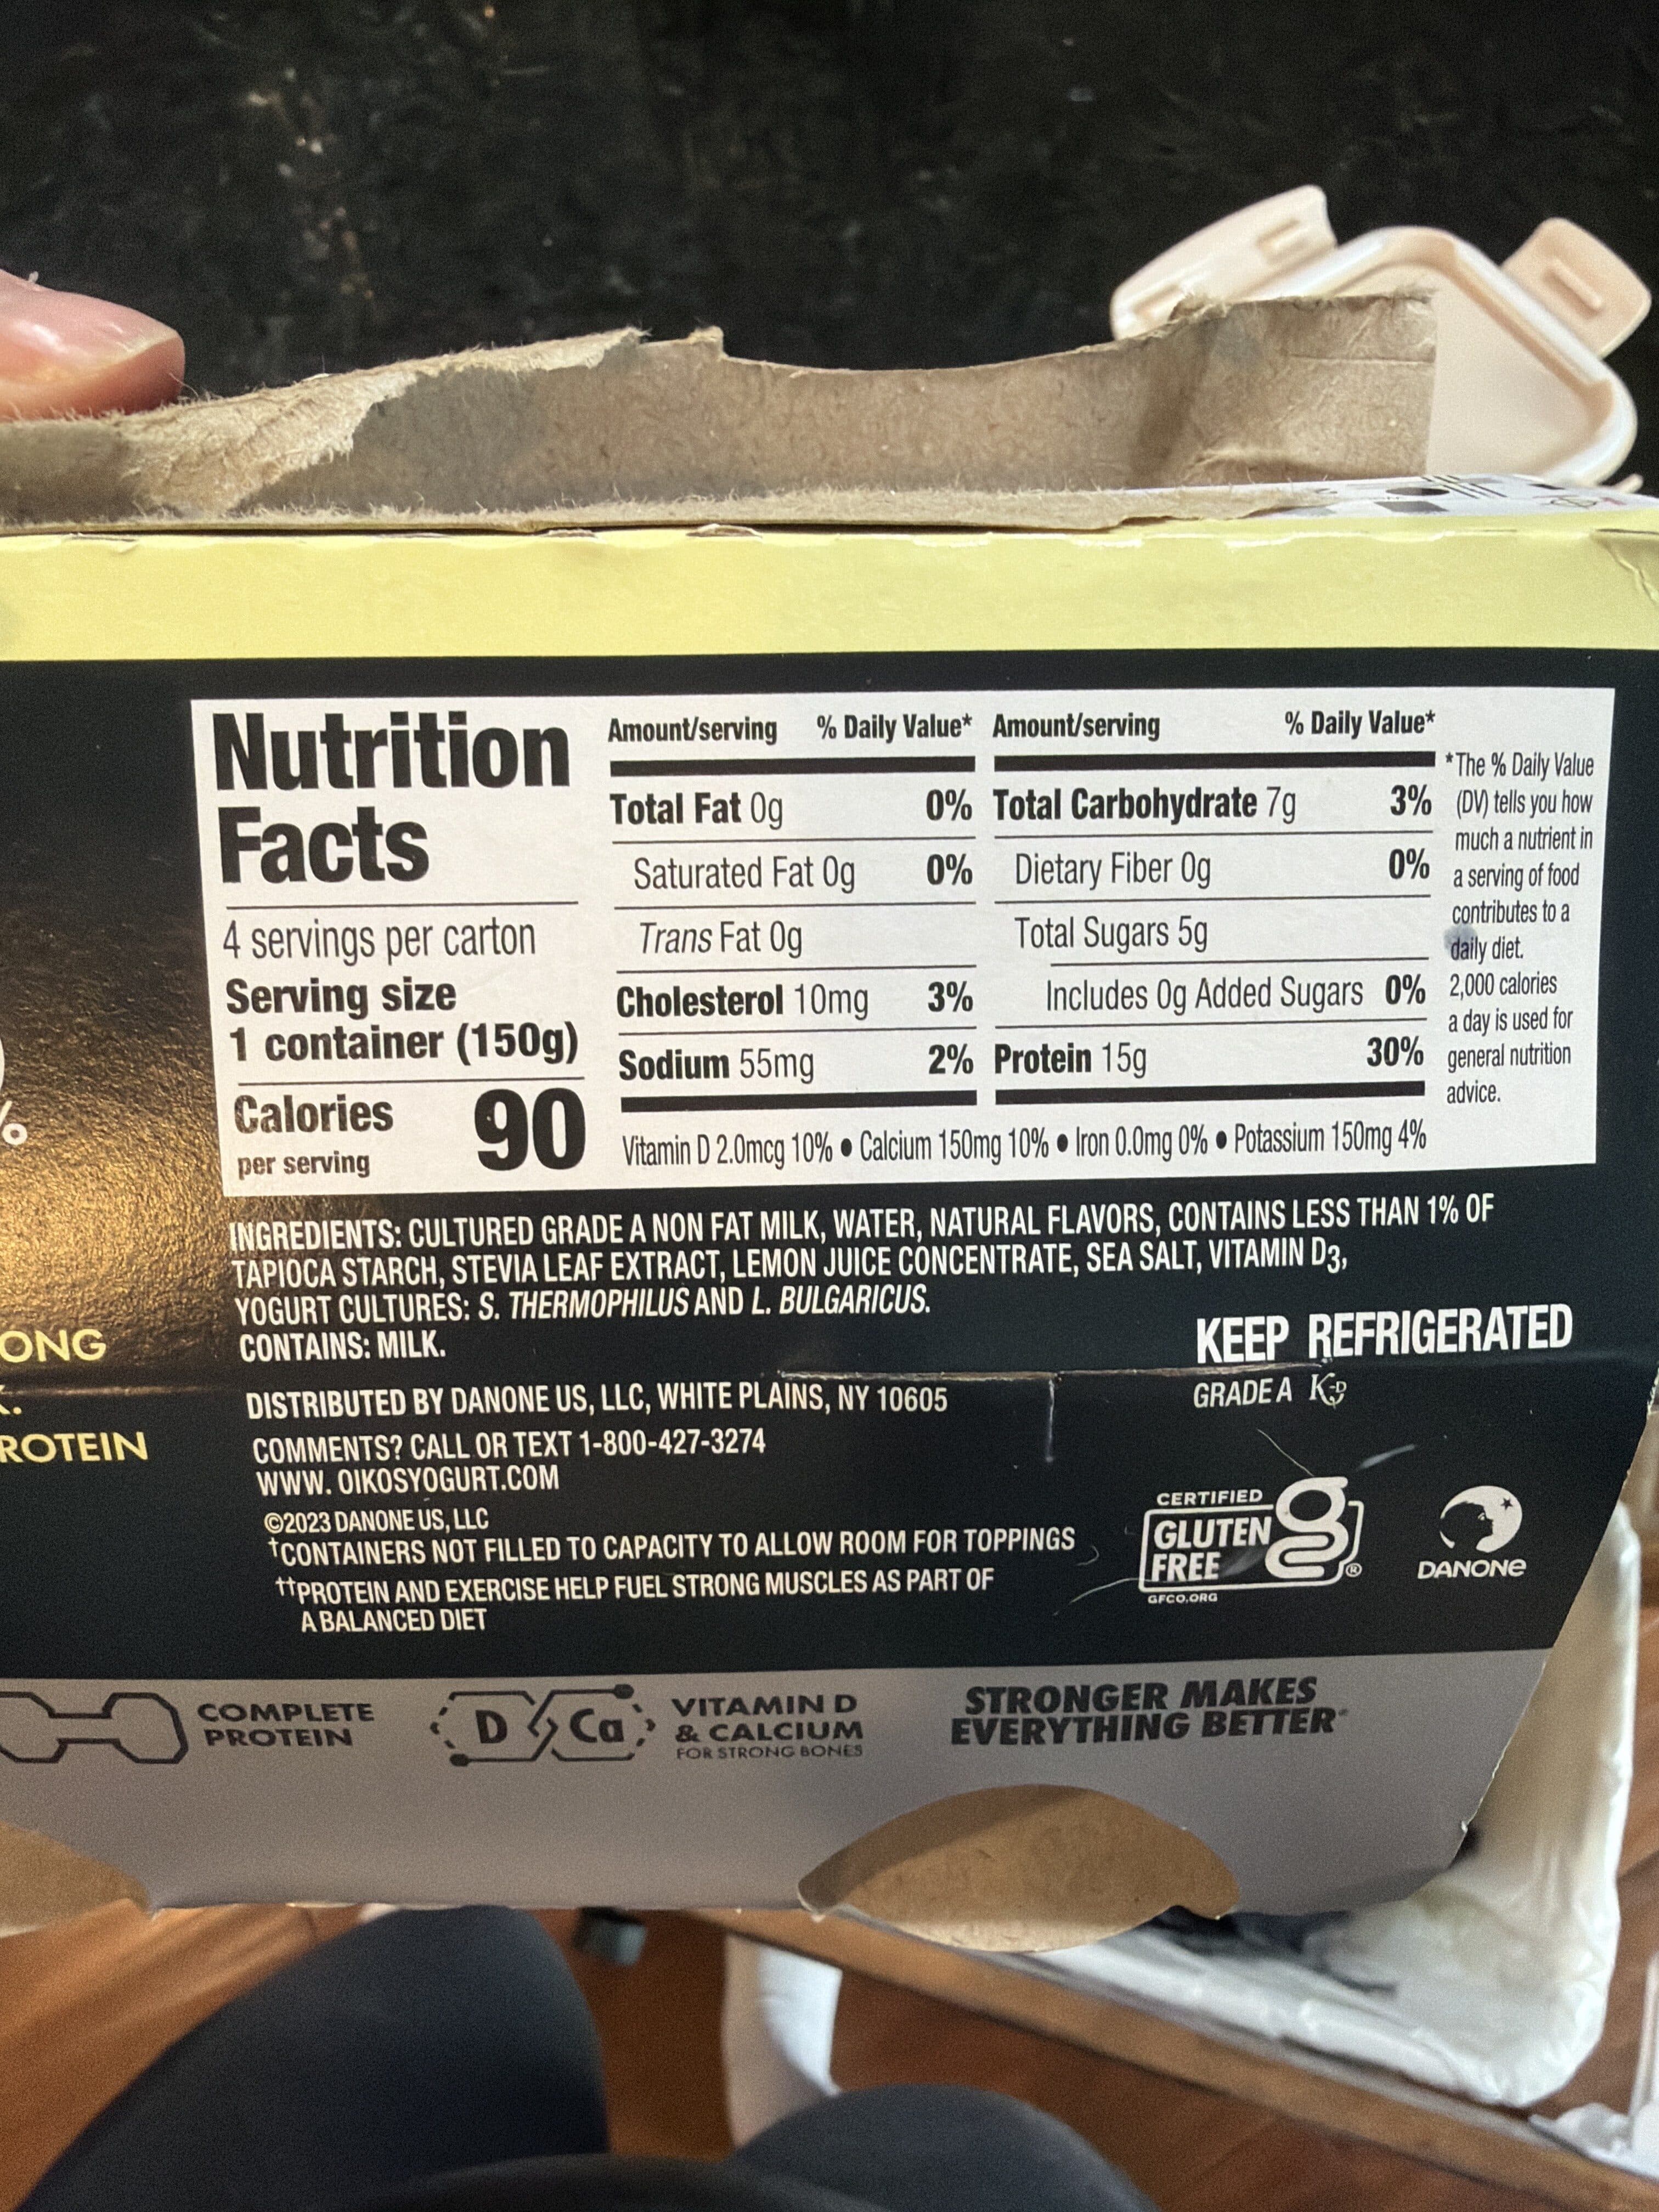 Nutrition
Facts
4 servings per carton
Serving size
1 container (150g)
Calories
per serving
90
Amount/serving % Daily Value*
Total Fat 0g 0%
Saturated Fat 0g 0%
Trans Fat 0g
Cholesterol 10mg 3%
Sodium 55mg 2%
Amount/serving % Daily Value*
Total Carbohydrate 7g 3%
Dietary Fiber 0g 0%
Total Sugars 5g
Includes 0g Added Sugars 0%
Protein 15g 30%
Vitamin D 2.0mcg 10% • Calcium 150mg 10% • Iron 0.0mg 0% • Potassium 150mg 4%
*The % Daily Value
(DV) tells you how
much a nutrient in
a serving of food
contributes to a
daily diet.
2,000 calories
a day is used for
general nutrition
advice.
%
ONG
ROTEIN
INGREDIENTS: CULTURED GRADE A NON FAT MILK, WATER, NATURAL FLAVORS, CONTAINS LESS THAN 1% OF
TAPIOCA STARCH, STEVIA LEAF EXTRACT, LEMON JUICE CONCENTRATE, SEA SALT, VITAMIN D3,
YOGURT CULTURES: S. THERMOPHILUS AND L. BULGARICUS.
CONTAINS: MILK.
KEEP REFRIGERATED
GRADE A K-D
DISTRIBUTED BY DANONE US, LLC, WHITE PLAINS, NY 10605
COMMENTS? CALL OR TEXT 1-800-427-3274
WWW. OIKOSYOGURT.COM
©2023 DANONE US, LLC
†CONTAINERS NOT FILLED TO CAPACITY TO ALLOW ROOM FOR TOPPINGS
††PROTEIN AND EXERCISE HELP FUEL STRONG MUSCLES AS PART OF
A BALANCED DIET
CERTIFIED
GLUTEN
FREE
g
®
GFCO.ORG
DANONE
COMPLETE
PROTEIN
D Ca
VITAMIN D
& CALCIUM
FOR STRONG BONES
STRONGER MAKES
EVERYTHING BETTER®